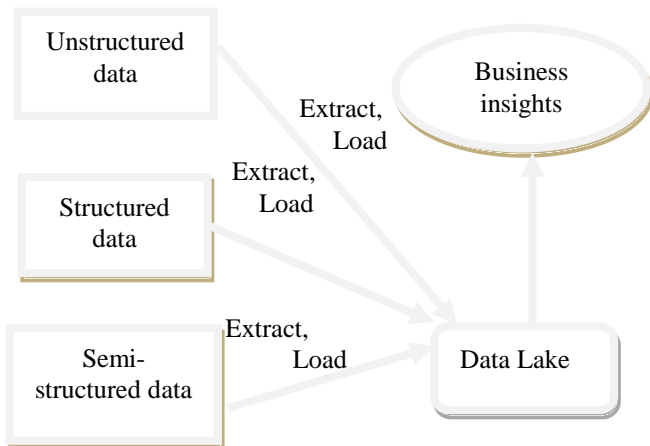 Unstructured
data
Business
insights
Extract,
Load
Extract,
Load
Structured
data
Extract,
Load
Semi-
structured data
Data Lake